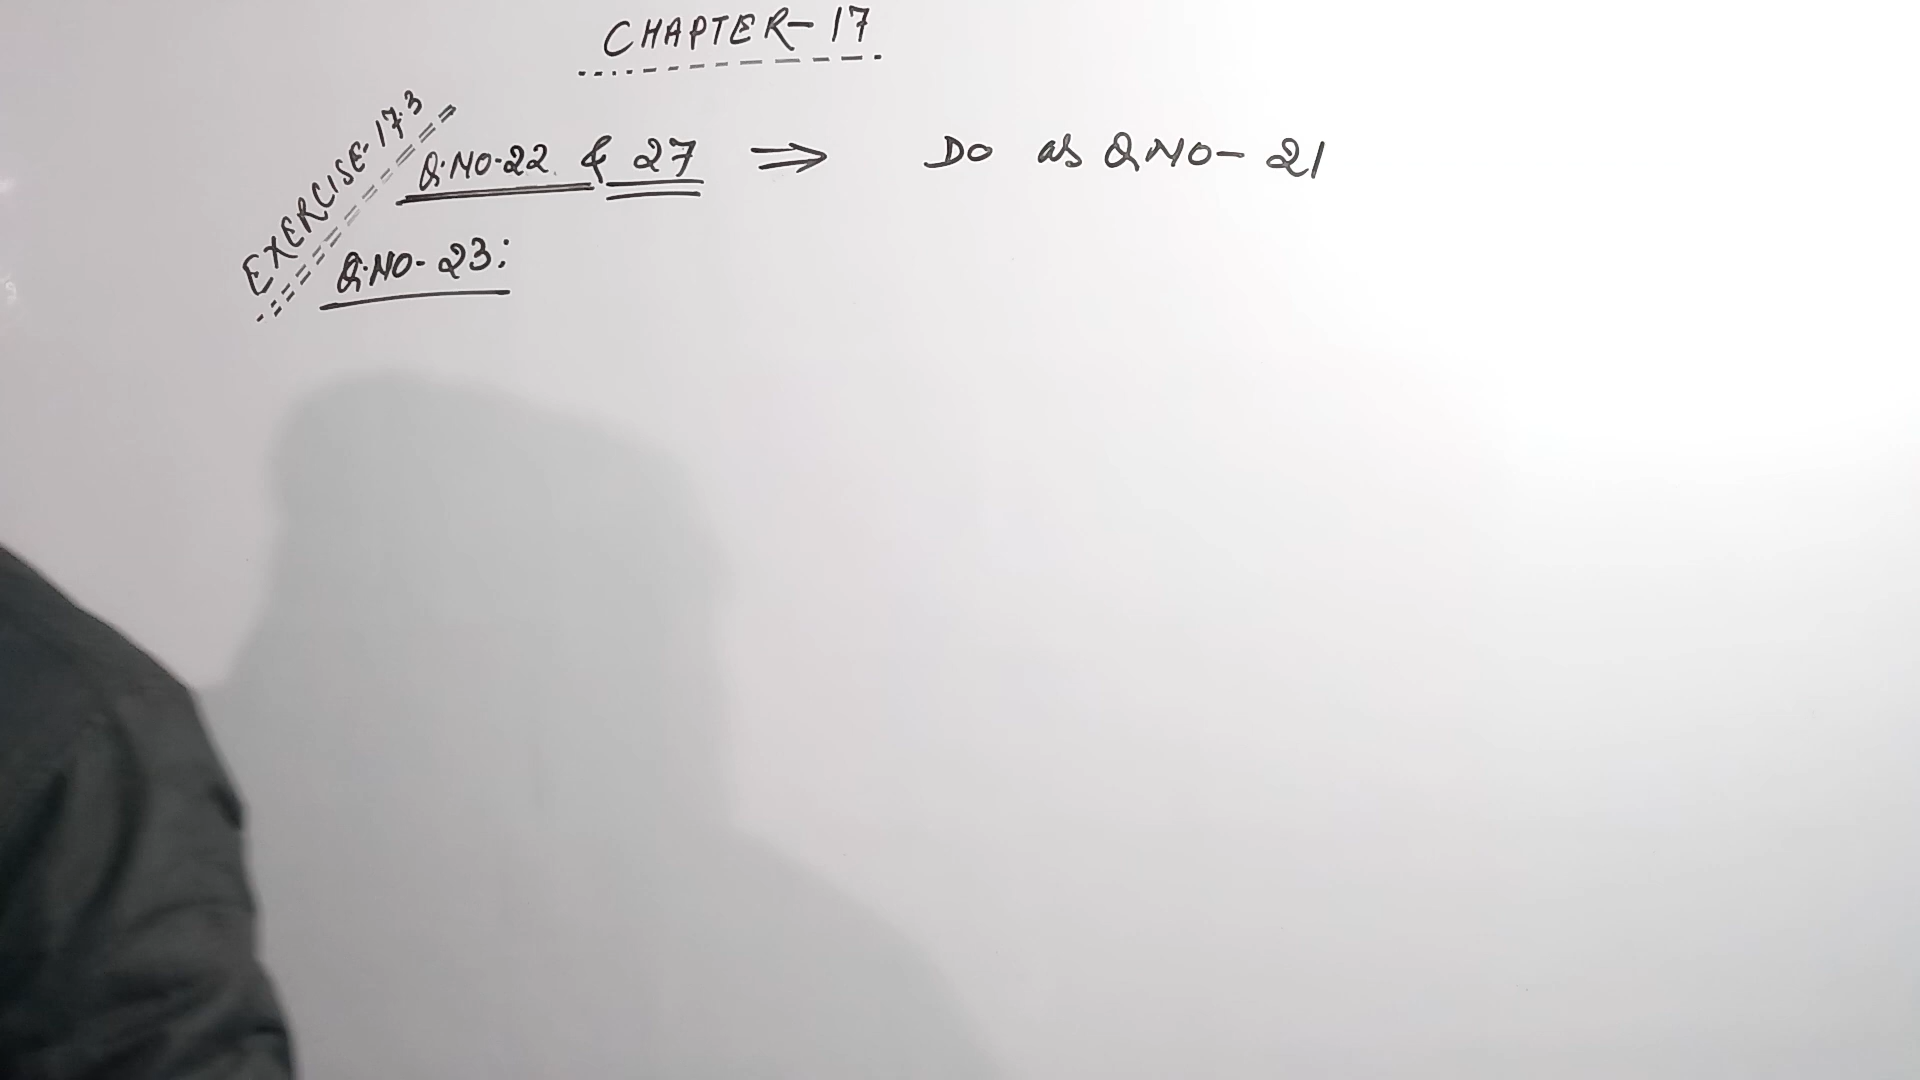 CHAPTER-17
EXERCISE-17.3
Q.NO-22 & 27 ⇒ Do as Q NO-21
Q.NO-23: